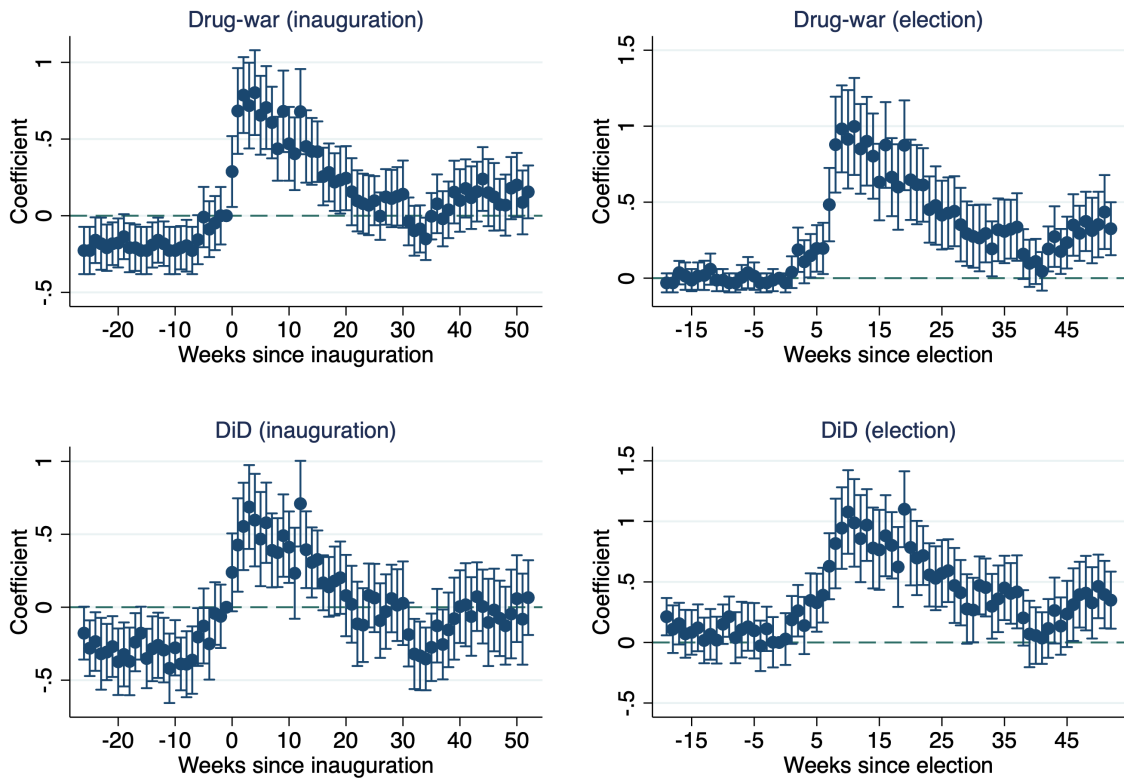 Drug-war (inauguration)
Coefficient
1
.5
0
-.5
-20 -10 0 10 20 30 40 50
Weeks since inauguration
Drug-war (election)
Coefficient
1.5
1
.5
0
-15 -5 5 15 25 35 45
Weeks since election
DiD (inauguration)
Coefficient
1
.5
0
-.5
-20 -10 0 10 20 30 40 50
Weeks since inauguration
DiD (election)
Coefficient
1.5
1
.5
0
-.5
-15 -5 5 15 25 35 45
Weeks since election